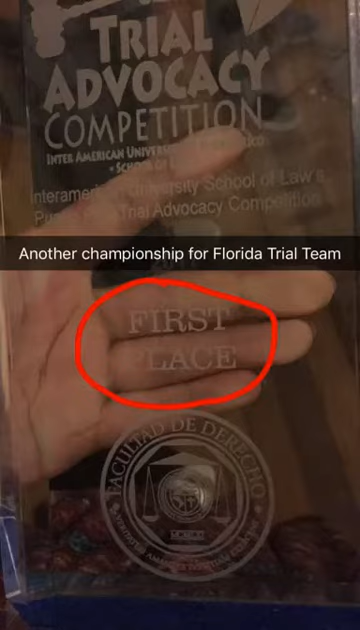 TRIAL
ADVOCACY
COMPETITION
INTER AMERICAN
Interamerican University School of Law's
Trial Advocacy Competition
Another championship for Florida Trial Team
FIRST
PLACE
FACULTAD DE DERECHO